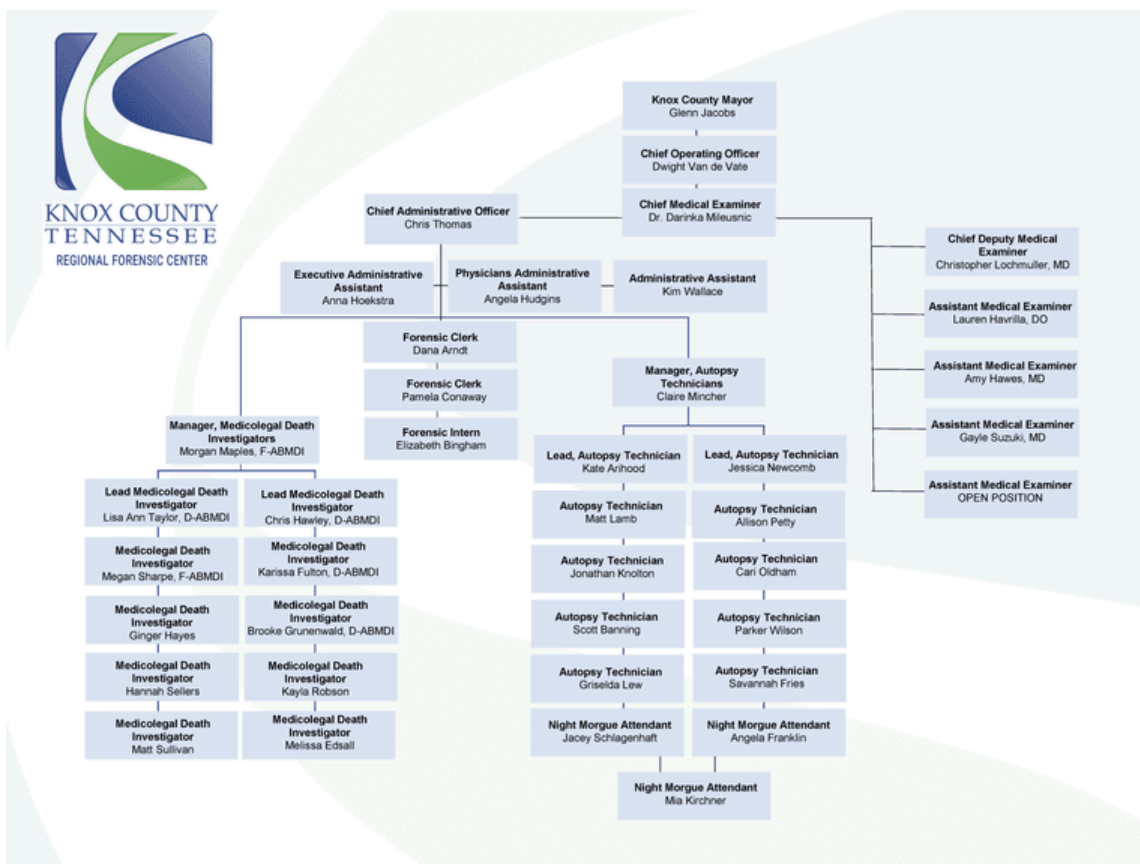 KNOX COUNTY
TENNESSEE
REGIONAL FORENSIC CENTER
Knox County Mayor
Glenn Jacobs
Chief Operating Officer
Dwight Van de Vate
Chief Medical Examiner
Dr. Darinka Mileusnic
Chief Administrative Officer
Chris Thomas
Chief Deputy Medical
Examiner
Christopher Lochmuller, MD
Assistant Medical Examiner
Lauren Havrilla, DO
Assistant Medical Examiner
Amy Hawes, MD
Assistant Medical Examiner
Gayle Suzuki, MD
Assistant Medical Examiner
OPEN POSITION
Executive Administrative
Assistant
Anna Hoekstra
Physicians Administrative
Assistant
Angela Hudgins
Administrative Assistant
Kim Wallace
Forensic Clerk
Dana Arndt
Forensic Clerk
Pamela Conaway
Forensic Intern
Elizabeth Bingham
Manager, Medicolegal Death
Investigators
Morgan Maples, F-ABMDI
Lead Medicolegal Death
Investigator
Lisa Ann Taylor, D-ABMDI
Medicolegal Death
Investigator
Megan Sharpe, F-ABMDI
Medicolegal Death
Investigator
Ginger Hayes
Medicolegal Death
Investigator
Hannah Sellers
Medicolegal Death
Investigator
Matt Sullivan
Lead Medicolegal Death
Investigator
Chris Hawley, D-ABMDI
Medicolegal Death
Investigator
Karissa Fulton, D-ABMDI
Medicolegal Death
Investigator
Brooke Grunenwald, D-ABMDI
Medicolegal Death
Investigator
Kayla Robson
Medicolegal Death
Investigator
Melissa Edsall
Manager, Autopsy
Technicians
Claire Mincher
Lead, Autopsy Technician
Kate Arihood
Autopsy Technician
Matt Lamb
Autopsy Technician
Jonathan Knolton
Autopsy Technician
Scott Banning
Autopsy Technician
Griselda Lew
Night Morgue Attendant
Jacey Schlagenhaft
Lead, Autopsy Technician
Jessica Newcomb
Autopsy Technician
Allison Petty
Autopsy Technician
Cari Oldham
Autopsy Technician
Parker Wilson
Autopsy Technician
Savannah Fries
Night Morgue Attendant
Angela Franklin
Night Morgue Attendant
Mia Kirchner